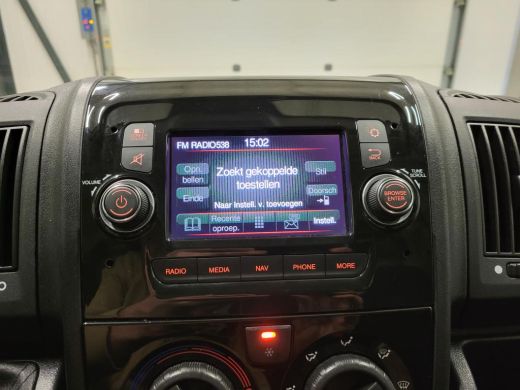 FM RADIO538 15:02
Opn. bellen
Zoekt gekoppelde
toestellen
Stil
Einde
Doorsch
Naar Instell. v. toevoegen
Recente
oproep.
Instell.
VOLUME
TUNE
SCROLL
BACK
BROWSE
ENTER
RADIO MEDIA NAV PHONE MORE